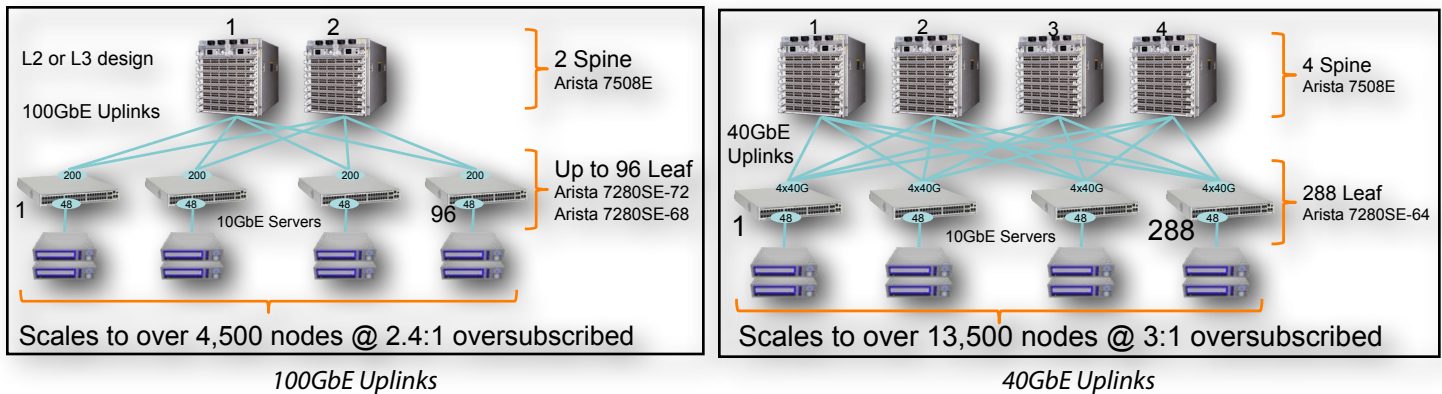 1 2
L2 or L3 design
2 Spine
Arista 7508E
100GbE Uplinks
200 200 200 200
Up to 96 Leaf
Arista 7280SE-72
Arista 7280SE-68
1
48 48 48 48
96
10GbE Servers
Scales to over 4,500 nodes @ 2.4:1 oversubscribed
100GbE Uplinks
1 2 3 4
4 Spine
Arista 7508E
40GbE
Uplinks
4x40G 4x40G 4x40G 4x40G
288 Leaf
Arista 7280SE-64
1
48 48 48 48
288
10GbE Servers
Scales to over 13,500 nodes @ 3:1 oversubscribed
40GbE Uplinks